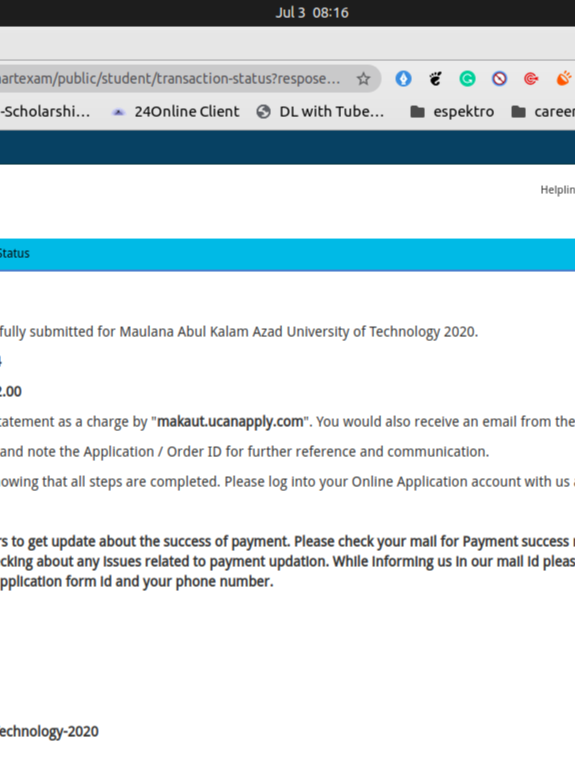 Jul 3 08:16
artexam/public/student/transaction-status?respose...
-Scholarshi... 24Online Client DL with Tube... espektro career
Helplin
Status
fully submitted for Maulana Abul Kalam Azad University of Technology 2020.
2.00
tatement as a charge by "makaut.ucanapply.com". You would also receive an email from the
and note the Application / Order ID for further reference and communication.
owing that all steps are completed. Please log into your Online Application account with us
rs to get update about the success of payment. Please check your mail for Payment success
cking about any issues related to payment updation. While informing us in our mail id pleas
pplication form id and your phone number.
echnology-2020